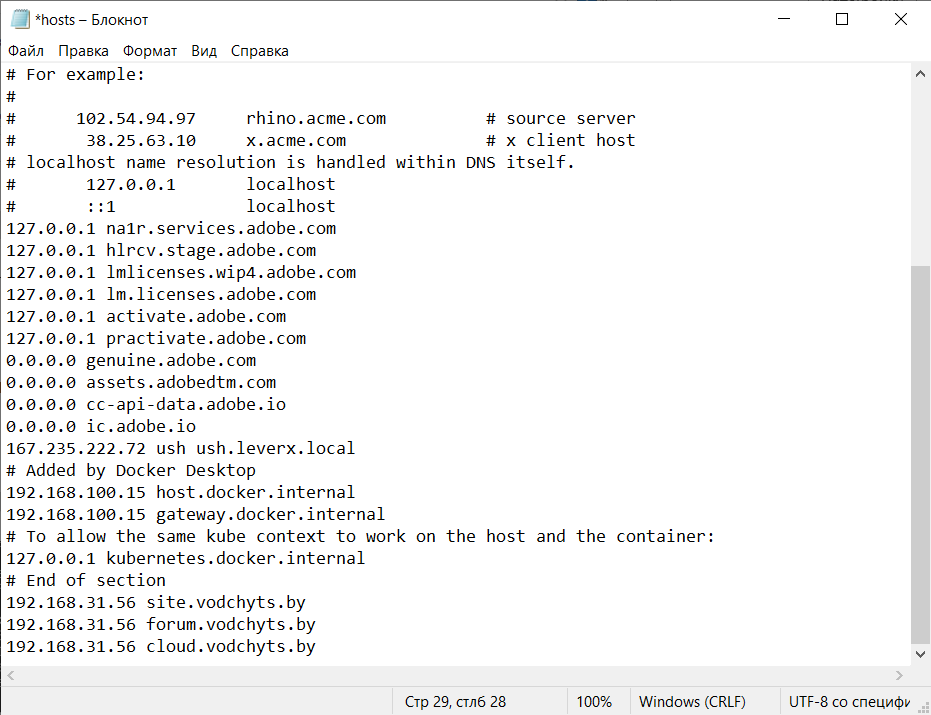 *hosts – Блокнот
Файл Правка Формат Вид Справка
# For example:
#
#      102.54.94.97     rhino.acme.com          # source server
#       38.25.63.10     x.acme.com              # x client host
# localhost name resolution is handled within DNS itself.
#       127.0.0.1       localhost
#       ::1             localhost
127.0.0.1 na1r.services.adobe.com
127.0.0.1 hlrcv.stage.adobe.com
127.0.0.1 lmlicenses.wip4.adobe.com
127.0.0.1 lm.licenses.adobe.com
127.0.0.1 activate.adobe.com
127.0.0.1 practivate.adobe.com
0.0.0.0 genuine.adobe.com
0.0.0.0 assets.adobedtm.com
0.0.0.0 cc-api-data.adobe.io
0.0.0.0 ic.adobe.io
167.235.222.72 ush ush.leverx.local
# Added by Docker Desktop
192.168.100.15 host.docker.internal
192.168.100.15 gateway.docker.internal
# To allow the same kube context to work on the host and the container:
127.0.0.1 kubernetes.docker.internal
# End of section
192.168.31.56 site.vodchyts.by
192.168.31.56 forum.vodchyts.by
192.168.31.56 cloud.vodchyts.by
Стр 29, стлб 28 100% Windows (CRLF) UTF-8 со специфи